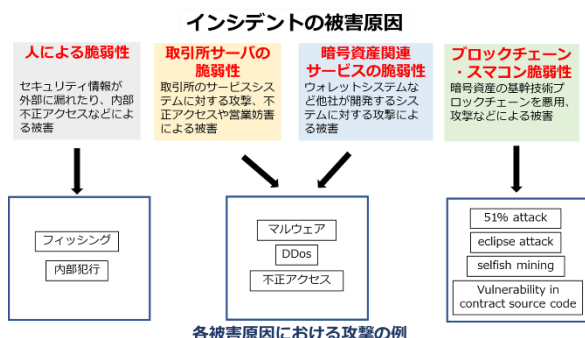 インシデントの被害原因
人による脆弱性
セキュリティ情報が
外部に漏れたり、内部
不正アクセスなどによ
る被害
取引所サーバの
脆弱性
取引所のサービスシス
テムに対する攻撃、不
正アクセスや営業妨害
による被害
暗号資産関連
サービスの脆弱性
ウォレットシステムな
ど他社が開発するシス
テムに対する攻撃によ
る被害
ブロックチェーン
・スマコン脆弱性
暗号資産の基幹技術ブ
ロックチェーンを悪用、
攻撃などによる被害
フィッシング
内部犯行
マルウェア
DDos
不正アクセス
51% attack
eclipse attack
selfish mining
Vulnerability in
contract source code
各被害原因における攻撃の例